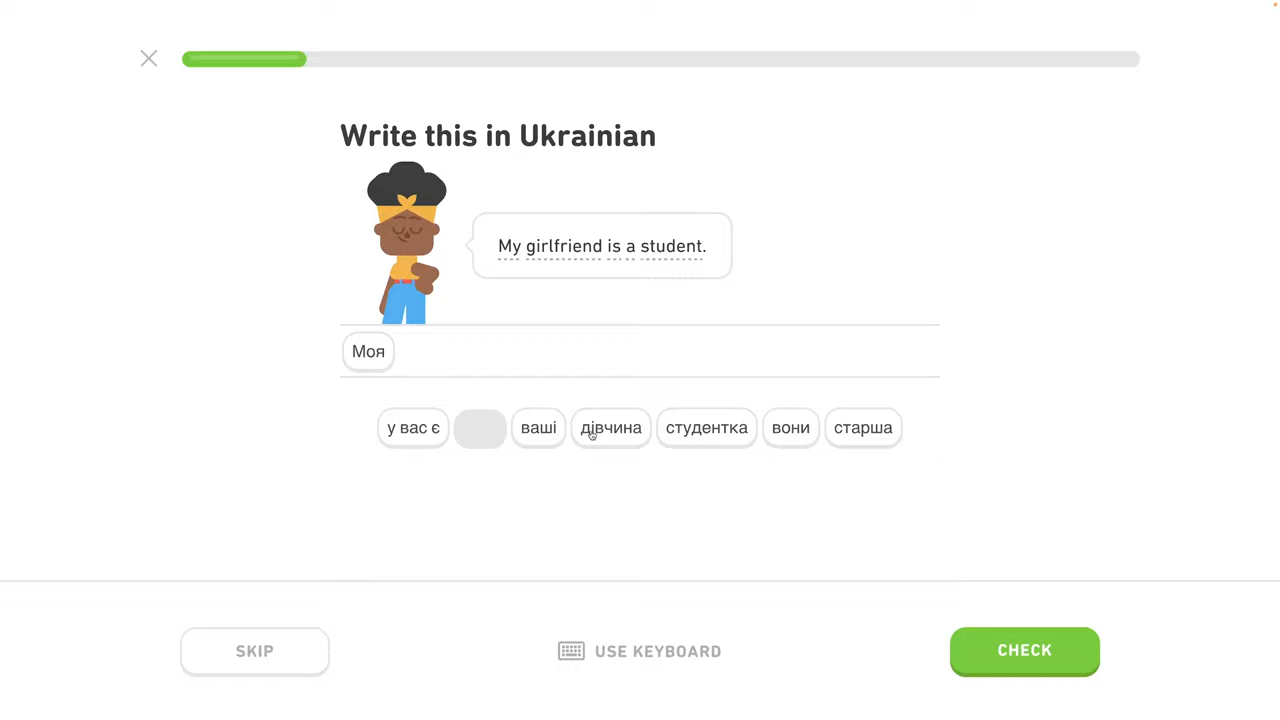 Write this in Ukrainian
My girlfriend is a student.
Моя
у вас є ваші дівчина студентка вони старша
SKIP USE KEYBOARD CHECK